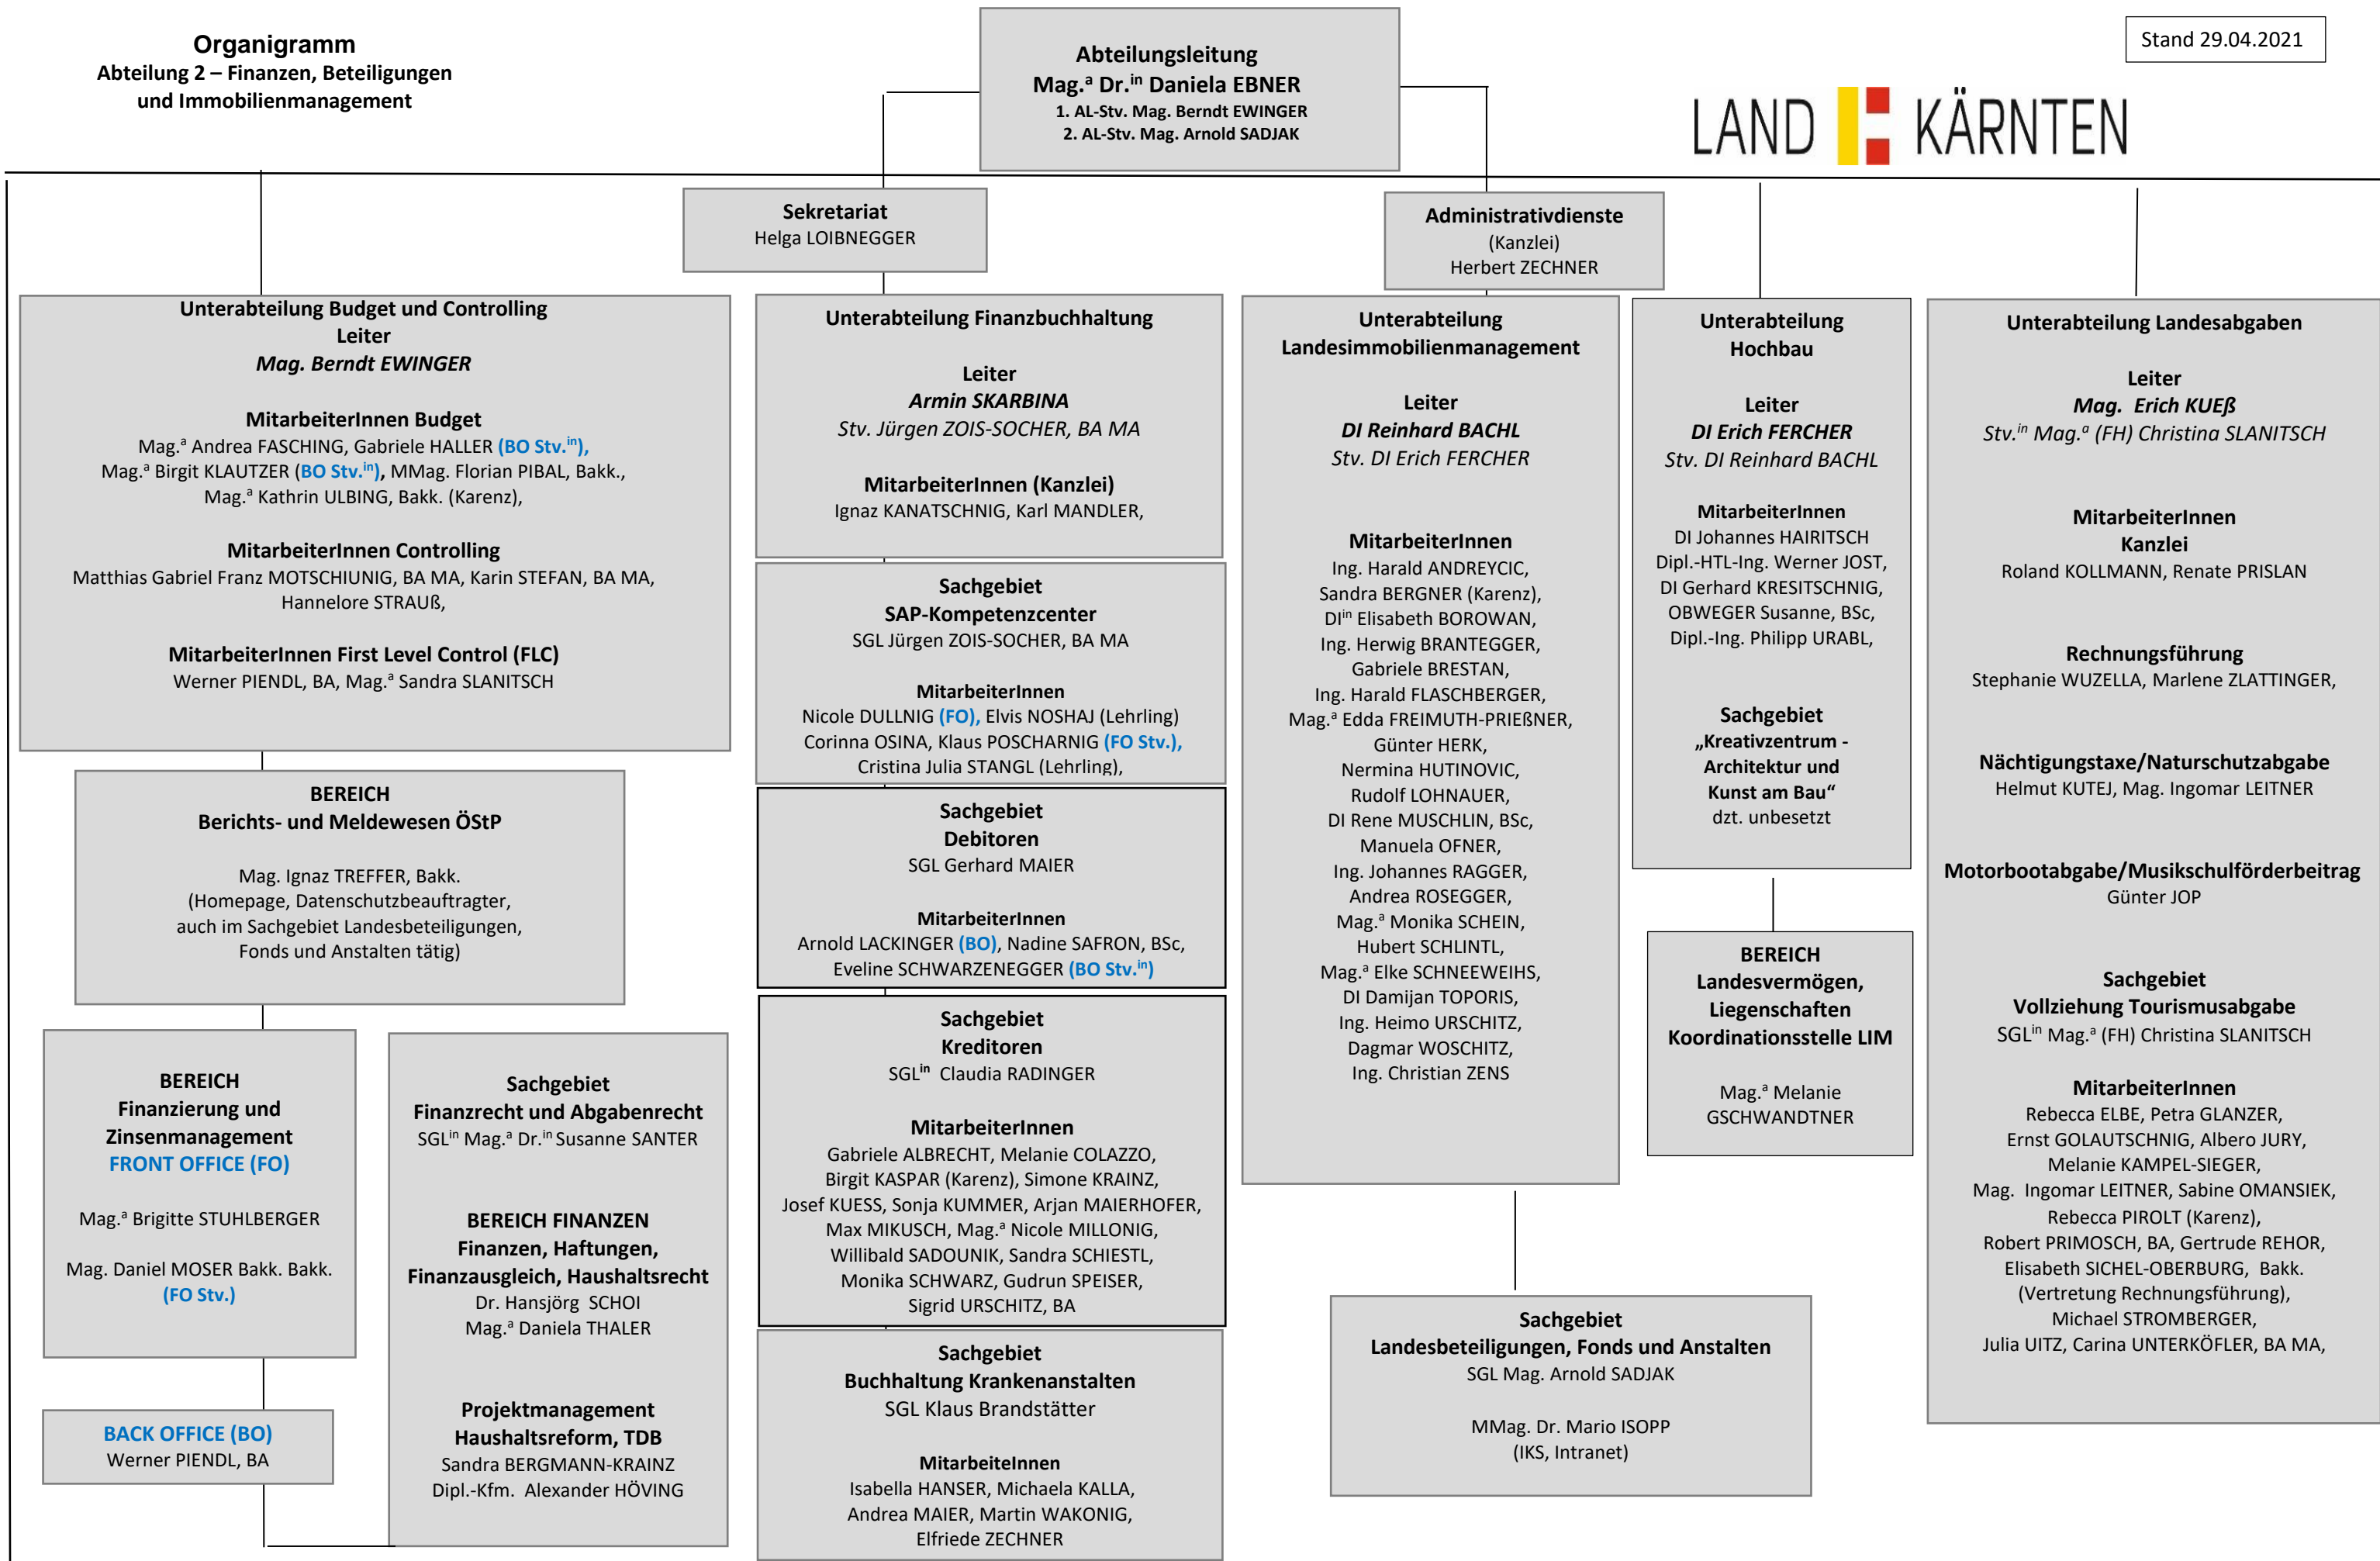 Organigramm
Abteilung 2 – Finanzen, Beteiligungen
und Immobilienmanagement
Abteilungsleitung
Mag.ᵃ Dr.ⁱⁿ Daniela EBNER
1. AL-Stv. Mag. Berndt EWINGER
2. AL-Stv. Mag. Arnold SADJAK
Stand 29.04.2021
LAND KÄRNTEN
Sekretariat
Helga LOIBNEGGER
Administrativdienste
(Kanzlei)
Herbert ZECHNER
Unterabteilung Budget und Controlling
Leiter
Mag. Berndt EWINGER
MitarbeiterInnen Budget
Mag.ᵃ Andrea FASCHING, Gabriele HALLER (BO Stv.ⁱⁿ),
Mag.ᵃ Birgit KLAUTZER (BO Stv.ⁱⁿ), MMag. Florian PIBAL, Bakk.,
Mag.ᵃ Kathrin ULBING, Bakk. (Karenz),
MitarbeiterInnen Controlling
Matthias Gabriel Franz MOTSCHIUNIG, BA MA, Karin STEFAN, BA MA,
Hannelore STRAUß,
MitarbeiterInnen First Level Control (FLC)
Werner PIENDL, BA, Mag.ᵃ Sandra SLANITSCH
BEREICH
Berichts- und Meldewesen ÖStP
Mag. Ignaz TREFFER, Bakk.
(Homepage, Datenschutzbeauftragter,
auch im Sachgebiet Landesbeteiligungen,
Fonds und Anstalten tätig)
BEREICH
Finanzierung und
Zinsenmanagement
FRONT OFFICE (FO)
Mag.ᵃ Brigitte STUHLBERGER
Mag. Daniel MOSER Bakk. Bakk.
(FO Stv.)
BACK OFFICE (BO)
Werner PIENDL, BA
Sachgebiet
Finanzrecht und Abgabenrecht
SGLⁱⁿ Mag.ᵃ Dr.ⁱⁿ Susanne SANTER
BEREICH FINANZEN
Finanzen, Haftungen,
Finanzausgleich, Haushaltsrecht
Dr. Hansjörg SCHOI
Mag.ᵃ Daniela THALER
Projektmanagement
Haushaltsreform, TDB
Sandra BERGMANN-KRAINZ
Dipl.-Kfm. Alexander HÖVING
Unterabteilung Finanzbuchhaltung
Leiter
Armin SKARBINA
Stv. Jürgen ZOIS-SOCHER, BA MA
MitarbeiterInnen (Kanzlei)
Ignaz KANATSCHNIG, Karl MANDLER,
Sachgebiet
SAP-Kompetenzcenter
SGL Jürgen ZOIS-SOCHER, BA MA
MitarbeiterInnen
Nicole DULLNIG (FO), Elvis NOSHAJ (Lehrling)
Corinna OSINA, Klaus POSCHARNIG (FO Stv.),
Cristina Julia STANGL (Lehrling),
Sachgebiet
Debitoren
SGL Gerhard MAIER
MitarbeiterInnen
Arnold LACKINGER (BO), Nadine SAFRON, BSc,
Eveline SCHWARZENEGGER (BO Stv.ⁱⁿ)
Sachgebiet
Kreditoren
SGLⁱⁿ Claudia RADINGER
MitarbeiterInnen
Gabriele ALBRECHT, Melanie COLAZZO,
Birgit KASPAR (Karenz), Simone KRAINZ,
Josef KUESS, Sonja KUMMER, Arjan MAIERHOFER,
Max MIKUSCH, Mag.ᵃ Nicole MILLONIG,
Willibald SADOUNIK, Sandra SCHIESTL,
Monika SCHWARZ, Gudrun SPEISER,
Sigrid URSCHITZ, BA
Sachgebiet
Buchhaltung Krankenanstalten
SGL Klaus Brandstätter
MitarbeiteInnen
Isabella HANSER, Michaela KALLA,
Andrea MAIER, Martin WAKONIG,
Elfriede ZECHNER
Unterabteilung
Landesimmobilienmanagement
Leiter
DI Reinhard BACHL
Stv. DI Erich FERCHER
MitarbeiterInnen
Ing. Harald ANDREYCIC,
Sandra BERGNER (Karenz),
DIⁱⁿ Elisabeth BOROWAN,
Ing. Herwig BRANTEGGER,
Gabriele BRESTAN,
Ing. Harald FLASCHBERGER,
Mag.ᵃ Edda FREIMUTH-PRIEßNER,
Günter HERK,
Nermina HUTINOVIC,
Rudolf LOHNAUER,
DI Rene MUSCHLIN, BSc,
Manuela OFNER,
Ing. Johannes RAGGER,
Andrea ROSEGGER,
Mag.ᵃ Monika SCHEIN,
Hubert SCHLINTL,
Mag.ᵃ Elke SCHNEEWEIHS,
DI Damijan TOPORIS,
Ing. Heimo URSCHITZ,
Dagmar WOSCHITZ,
Ing. Christian ZENS
Sachgebiet
Landesbeteiligungen, Fonds und Anstalten
SGL Mag. Arnold SADJAK
MMag. Dr. Mario ISOPP
(IKS, Intranet)
Unterabteilung
Hochbau
Leiter
DI Erich FERCHER
Stv. DI Reinhard BACHL
MitarbeiterInnen
DI Johannes HAIRITSCH
Dipl.-HTL-Ing. Werner JOST,
DI Gerhard KRESITSCHNIG,
OBWEGER Susanne, BSc,
Dipl.-Ing. Philipp URABL,
Sachgebiet
„Kreativzentrum -
Architektur und
Kunst am Bau“
dzt. unbesetzt
BEREICH
Landesvermögen,
Liegenschaften
Koordinationsstelle LIM
Mag.ᵃ Melanie
GSCHWANDTNER
Unterabteilung Landesabgaben
Leiter
Mag. Erich KUEß
Stv.ⁱⁿ Mag.ᵃ (FH) Christina SLANITSCH
MitarbeiterInnen
Kanzlei
Roland KOLLMANN, Renate PRISLAN
Rechnungsführung
Stephanie WUZELLA, Marlene ZLATTINGER,
Nächtigungstaxe/Naturschutzabgabe
Helmut KUTEJ, Mag. Ingomar LEITNER
Motorbootabgabe/Musikschulförderbeitrag
Günter JOP
Sachgebiet
Vollziehung Tourismusabgabe
SGLⁱⁿ Mag.ᵃ (FH) Christina SLANITSCH
MitarbeiterInnen
Rebecca ELBE, Petra GLANZER,
Ernst GOLAUTSCHNIG, Albero JURY,
Melanie KAMPEL-SIEGER,
Mag. Ingomar LEITNER, Sabine OMANSIEK,
Rebecca PIROLT (Karenz),
Robert PRIMOSCH, BA, Gertrude REHOR,
Elisabeth SICHEL-OBERBURG, Bakk.
(Vertretung Rechnungsführung),
Michael STROMBERGER,
Julia UITZ, Carina UNTERKÖFLER, BA MA,